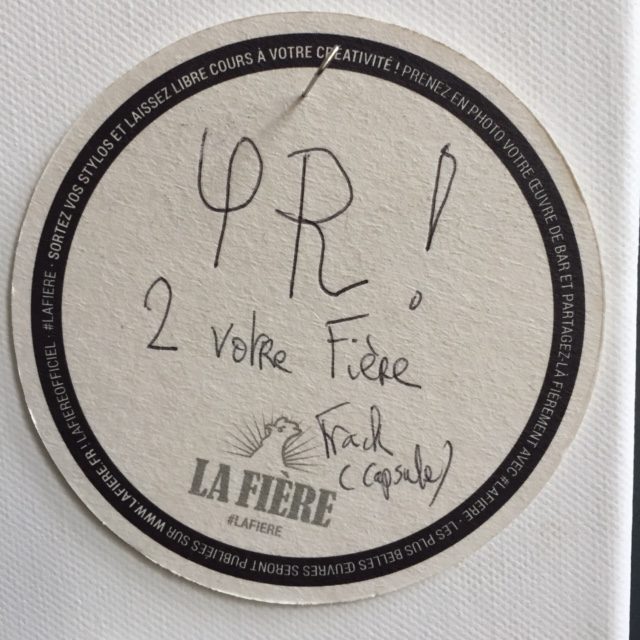 SORTEZ VOS STYLOS ET LAISSEZ LIBRE COURS À VOTRE CRÉATIVITÉ ! PRENEZ EN PHOTO VOTRE ŒUVRE DE BAR ET PARTAGEZ-LA FIÈREMENT AVEC #LAFIERE - LES PLUS BELLES ŒUVRES SERONT PUBLIÉES SUR WWW.LAFIERE.FR ! LAFIEREOFFICIEL · #LAFIERE ·
φR !
2 votre Fière
Frack
(capsule)
LA FIÈRE
#LAFIERE